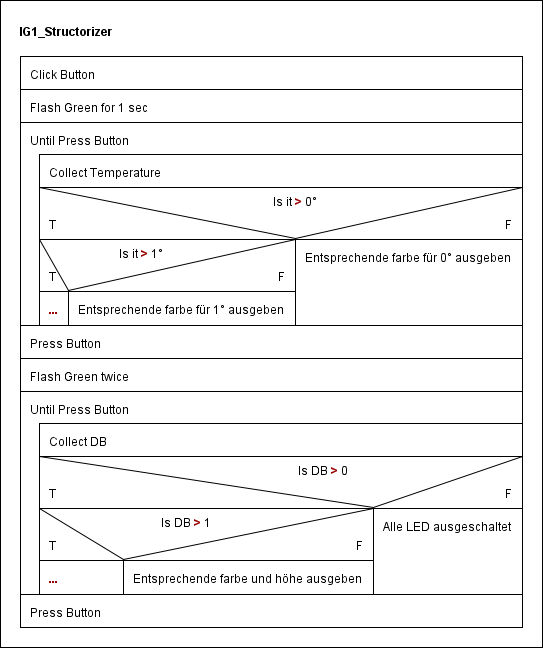 IG1_Structorizer
Click Button
Flash Green for 1 sec
Until Press Button
Collect Temperature
Is it > 0°
T
F
Is it > 1°
Entsprechende farbe für 0° ausgeben
T
F
...
Entsprechende farbe für 1° ausgeben
Press Button
Flash Green twice
Until Press Button
Collect DB
Is DB > 0
T
F
Is DB > 1
Alle LED ausgeschaltet
T
F
...
Entsprechende farbe und höhe ausgeben
Press Button